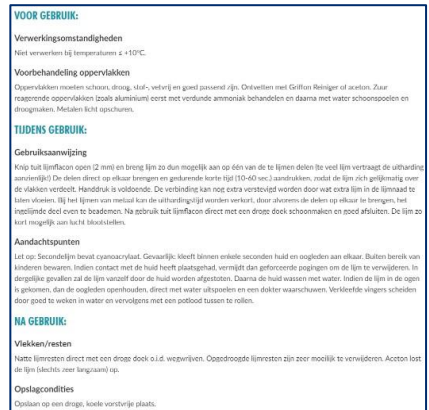 VOOR GEBRUIK:
Verwerkingsomstandigheden
Niet verwerken bij temperaturen ≤ +10°C.
Voorbehandeling oppervlakken
Oppervlakken moeten schoon, droog, stof-, vetvrij en goed passend zijn. Ontvetten met Griffon Reiniger of aceton. Zuur
reagerende oppervlakken (zoals aluminium) eerst met verdunde ammoniak behandelen en daarna met water schoonspoelen en
droogmaken. Metalen licht opschuren.
TIJDENS GEBRUIK:
Gebruiksaanwijzing
Knip tuit lijmflacon open (2 mm) en breng lijm zo dun mogelijk aan op één van de te lijmen delen (te veel lijm vertraagt de uitharding
aanzienlijk!) De delen direct op elkaar brengen en gedurende korte tijd (10-60 sec.) aandrukken, zodat de lijm zich gelijkmatig over
de vlakken verdeelt. Handdruk is voldoende. De verbinding kan nog extra verstevigd worden door wat extra lijm in de lijmnaad te
laten vloeien. Bij het lijmen van metaal kan de uithardingstijd worden verkort, door alvorens de delen op elkaar te brengen, het
ingelijmde deel even te beademen. Na gebruik tuit lijmflacon direct met een droge doek schoonmaken en goed afsluiten. De lijm zo
kort mogelijk aan lucht blootstellen.
Aandachtspunten
Let op: Secondelijm bevat cyanoacrylaat. Gevaarlijk: kleeft binnen enkele seconden huid en oogleden aan elkaar. Buiten bereik van
kinderen bewaren. Indien contact met de huid heeft plaatsgehad, vermijdt dan geforceerde pogingen om de lijm te verwijderen. In
dergelijke gevallen zal de lijm vanzelf door de huid worden afgestoten. Daarna de huid wassen met water. Indien de lijm in de ogen
is gekomen, dan de oogleden openhouden, direct met water uitspoelen en een dokter waarschuwen. Verkleefde vingers scheiden
door goed te weken in water en vervolgens met een potlood tussen te rollen.
NA GEBRUIK:
Vlekken/resten
Natte lijmresten direct met een droge doek o.i.d. wegwrijven. Opgedroogde lijmresten zijn zeer moeilijk te verwijderen. Aceton lost
de lijm (slechts zeer langzaam) op.
Opslagcondities
Opslaan op een droge, koele vorstvrije plaats.